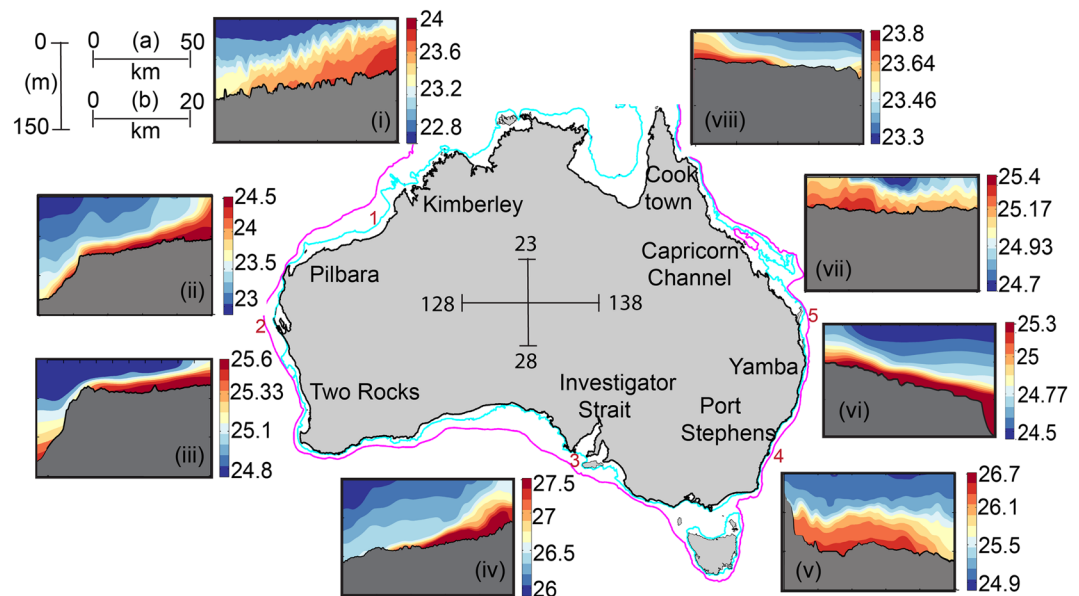 0
(m)
150
0 (a) 50
km
0 (b) 20
km
(i)
24
23.6
23.2
22.8
(viii)
23.8
23.64
23.46
23.3
(ii)
24.5
24
23.5
23
(vii)
25.4
25.17
24.93
24.7
(iii)
25.6
25.33
25.1
24.8
(vi)
25.3
25
24.77
24.5
(iv)
27.5
27
26.5
26
(v)
26.7
26.1
25.5
24.9
Kimberley
Cook
town
1
Pilbara
Capricorn
Channel
23
128
138
28
2
5
Two Rocks
Investigator
Strait
Yamba
Port
Stephens
3
4